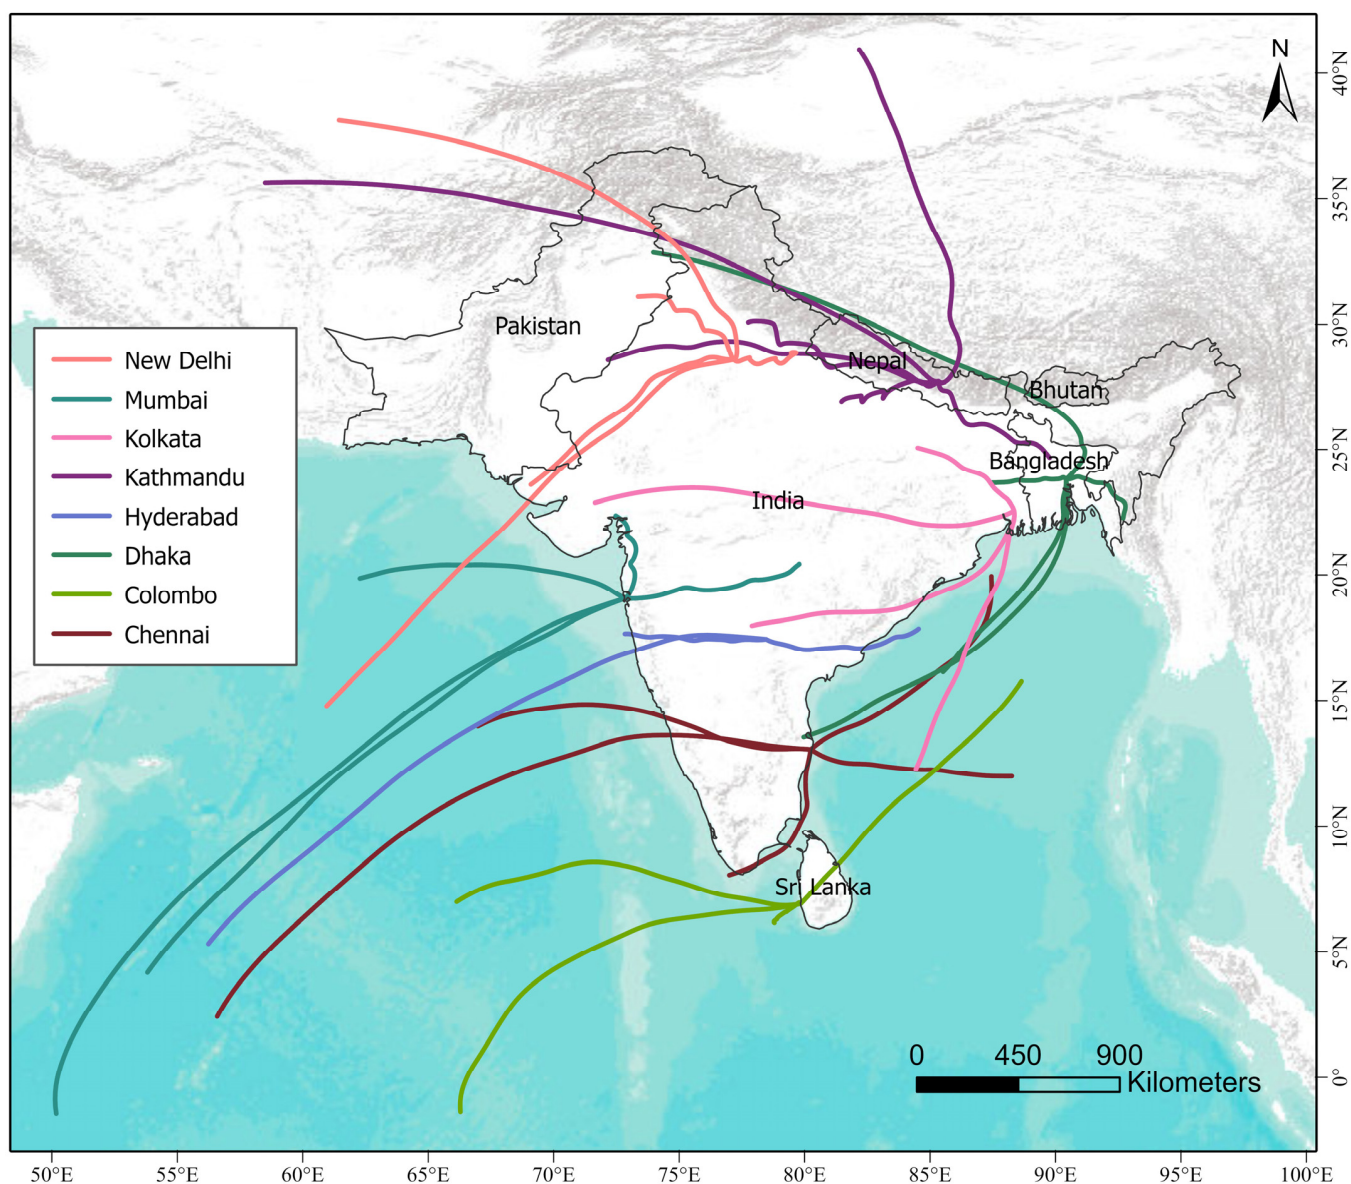 N
40°N
35°N
Pakistan
30°N
New Delhi
Mumbai
Kolkata
Kathmandu
Hyderabad
Dhaka
Colombo
Chennai
Nepal
Bhutan
Bangladesh
India
25°N
20°N
15°N
10°N
Sri Lanka
5°N
0 450 900
Kilometers
0°
50°E 55°E 60°E 65°E 70°E 75°E 80°E 85°E 90°E 95°E 100°E